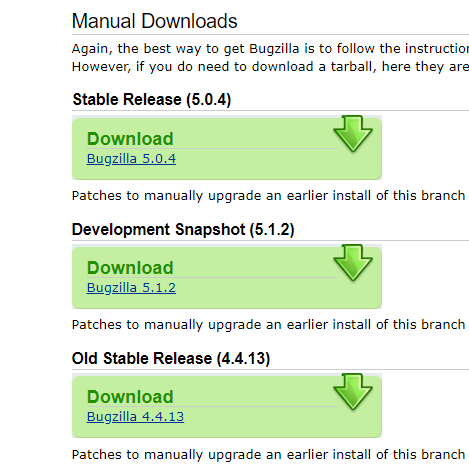 Manual Downloads
Again, the best way to get Bugzilla is to follow the instruction
However, if you do need to download a tarball, here they are
Stable Release (5.0.4)
Download
Bugzilla 5.0.4
Patches to manually upgrade an earlier install of this branch
Development Snapshot (5.1.2)
Download
Bugzilla 5.1.2
Patches to manually upgrade an earlier install of this branch
Old Stable Release (4.4.13)
Download
Bugzilla 4.4.13
Patches to manually upgrade an earlier install of this branch